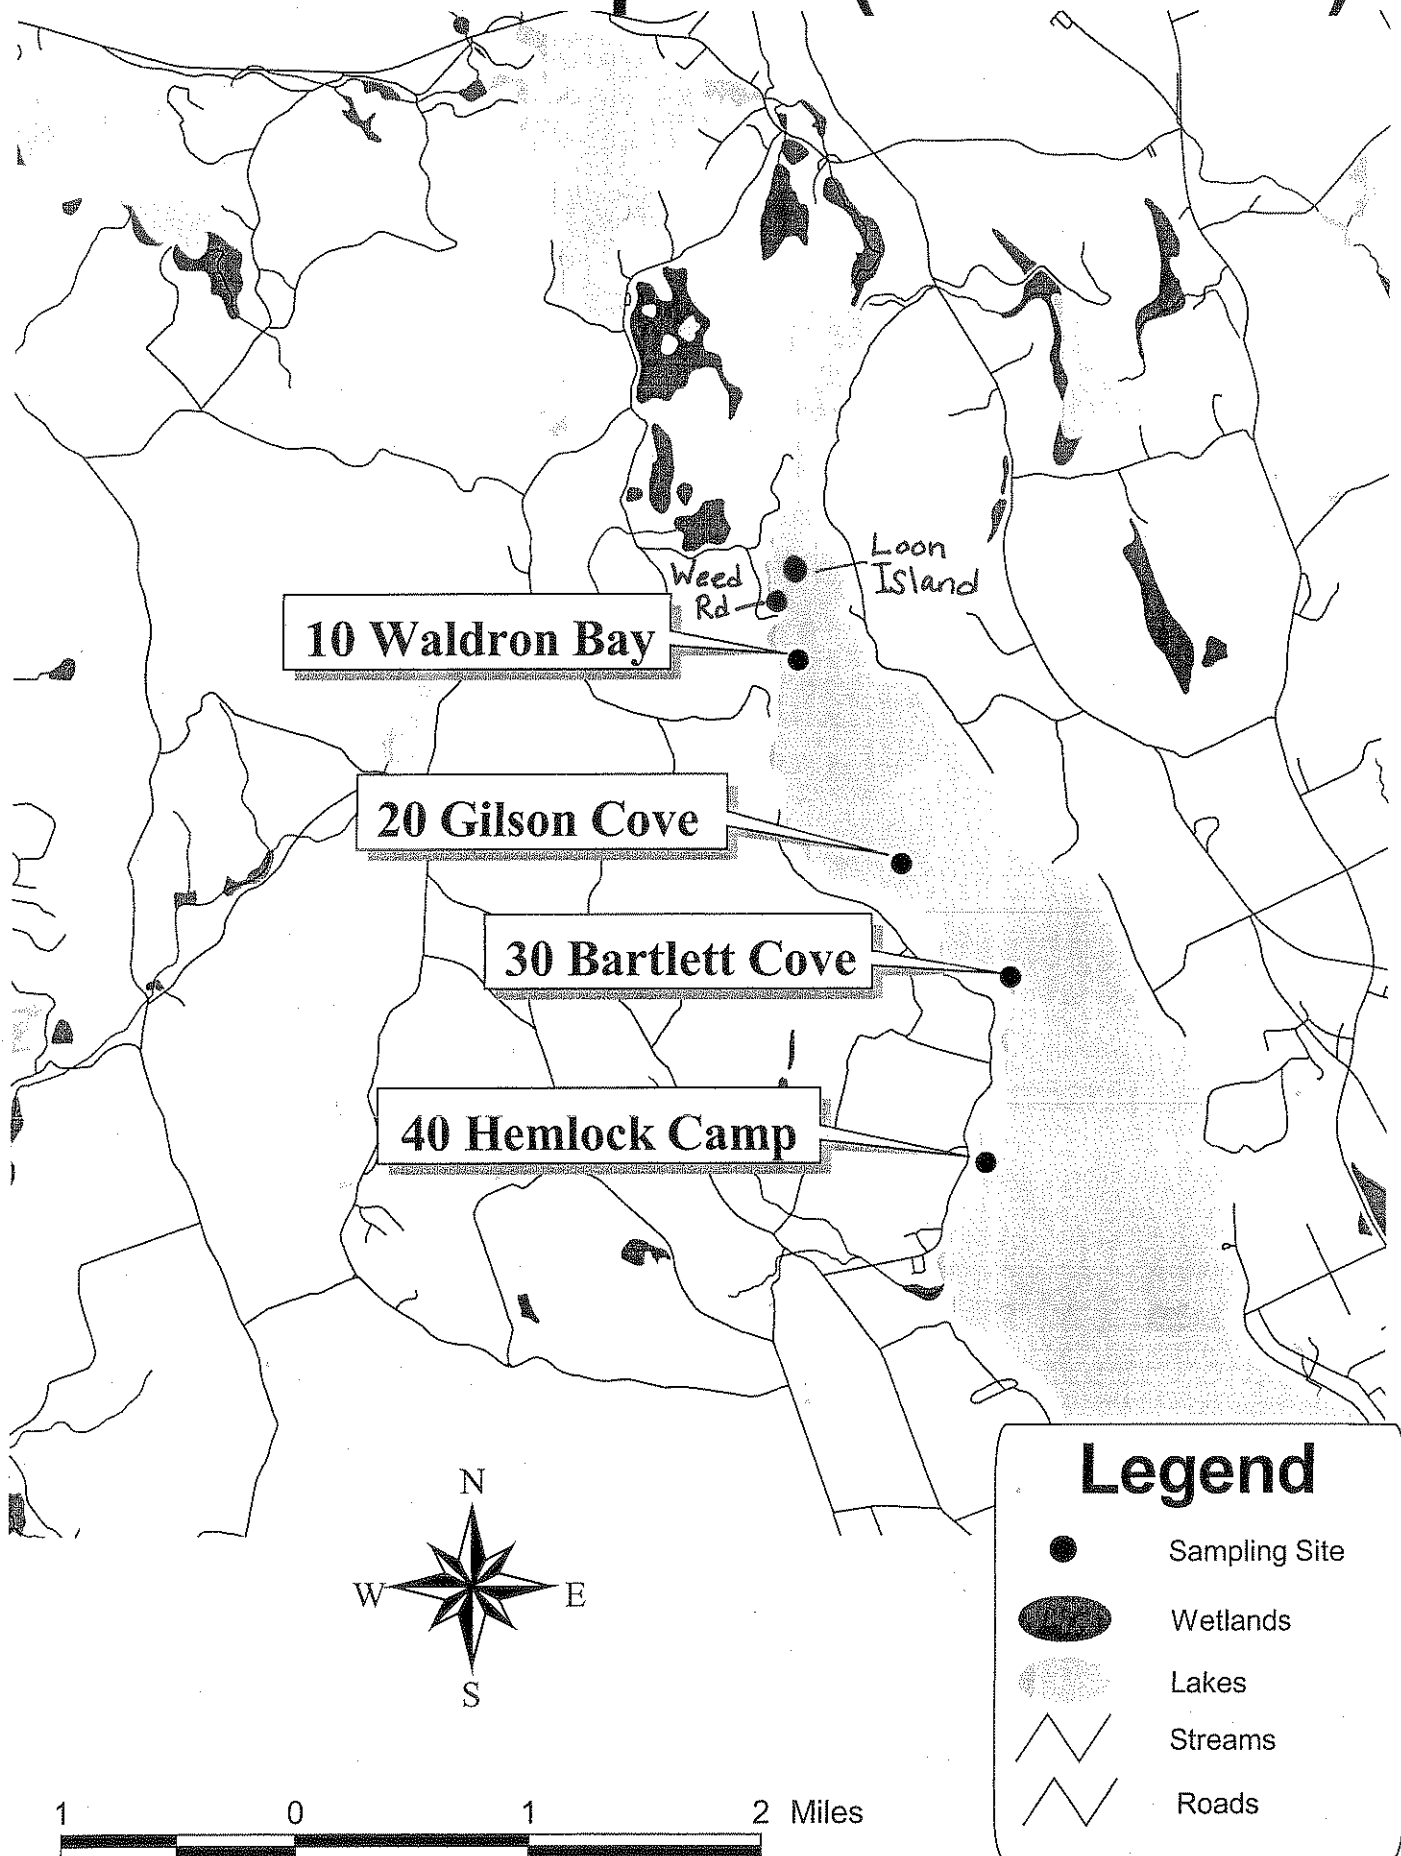 Loon
Island
Weed
Rd
10 Waldron Bay
20 Gilson Cove
30 Bartlett Cove
40 Hemlock Camp
Legend
Sampling Site
Wetlands
Lakes
Streams
Roads
N
W E
S
1 0 1 2 Miles